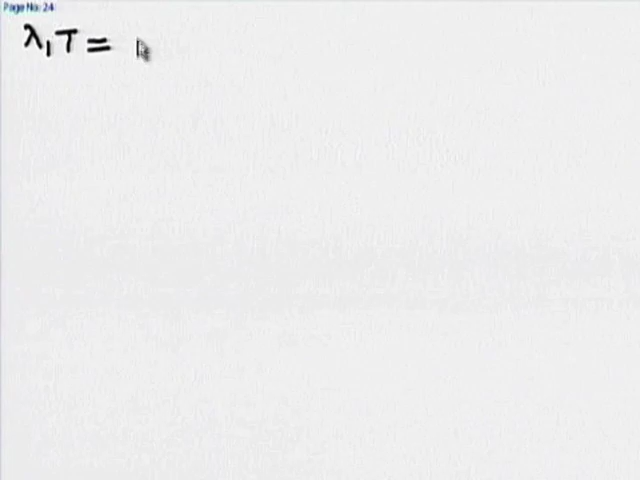 Page No: 24
λ₁T =